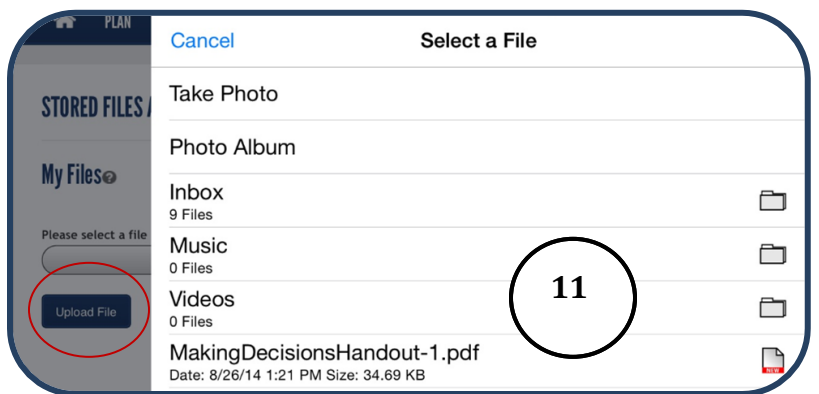 PLAN
Cancel
Select a File
STORED FILES
Take Photo
Photo Album
My Files
Inbox
9 Files
Please select a file
Music
0 Files
11
Videos
0 Files
Upload File
MakingDecisionsHandout-1.pdf
Date: 8/26/14 1:21 PM Size: 34.69 KB
NEW